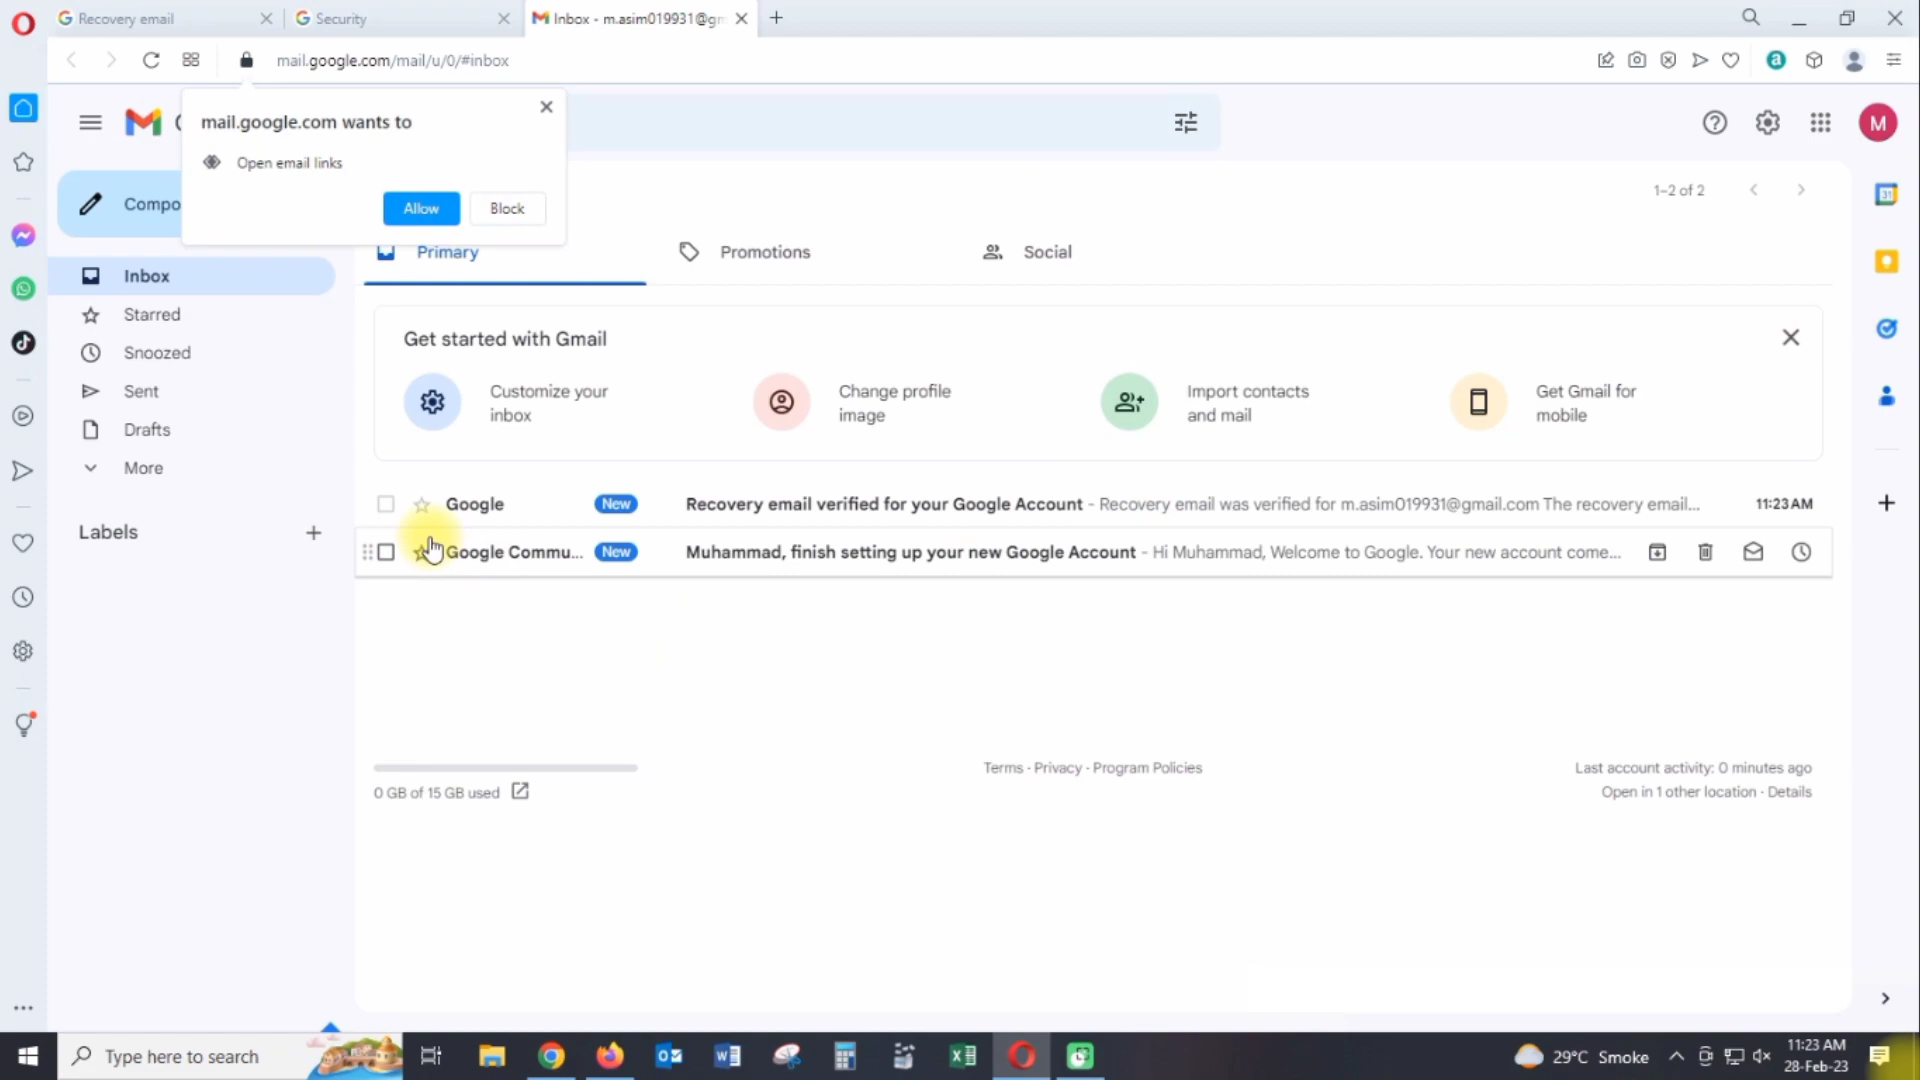 Recovery email
Security
Inbox - m.asim019931@gm
mail.google.com/mail/u/0/#inbox
mail.google.com wants to
Open email links
Allow
Block
M
Compo
1–2 of 2
Primary
Promotions
Social
Inbox
Starred
Snoozed
Sent
Drafts
More
Labels
Get started with Gmail
Customize your
inbox
Change profile
image
Import contacts
and mail
Get Gmail for
mobile
Google New Recovery email verified for your Google Account - Recovery email was verified for m.asim019931@gmail.com The recovery email... 11:23 AM
Google Commu... New Muhammad, finish setting up your new Google Account - Hi Muhammad, Welcome to Google. Your new account come...
0 GB of 15 GB used
Terms · Privacy · Program Policies
Last account activity: 0 minutes ago
Open in 1 other location · Details
Type here to search
29°C Smoke
11:23 AM
28-Feb-23